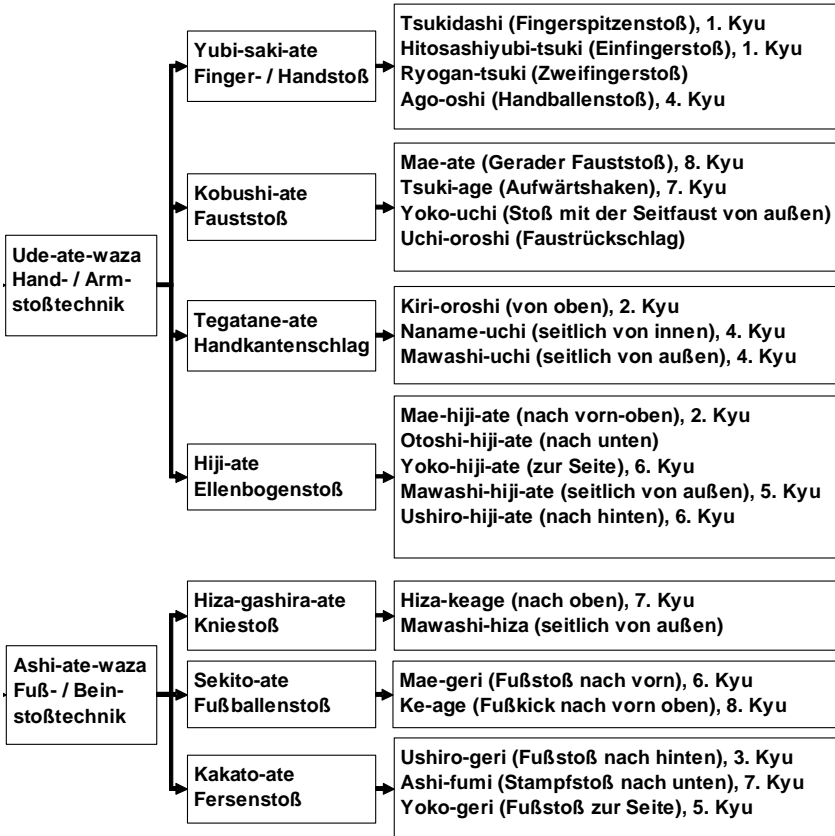 Ude-ate-waza
Hand- / Arm-
stoßtechnik
Yubi-saki-ate
Finger- / Handstoß
Tsukidashi (Fingerspitzenstoß), 1. Kyu
Hitosashiyubi-tsuki (Einfingerstoß), 1. Kyu
Ryogan-tsuki (Zweifingerstoß)
Ago-oshi (Handballenstoß), 4. Kyu
Kobushi-ate
Fauststoß
Mae-ate (Gerader Fauststoß), 8. Kyu
Tsuki-age (Aufwärtshaken), 7. Kyu
Yoko-uchi (Stoß mit der Seitfaust von außen)
Uchi-oroshi (Faustrückschlag)
Tegatane-ate
Handkantenschlag
Kiri-oroshi (von oben), 2. Kyu
Naname-uchi (seitlich von innen), 4. Kyu
Mawashi-uchi (seitlich von außen), 4. Kyu
Hiji-ate
Ellenbogenstoß
Mae-hiji-ate (nach vorn-oben), 2. Kyu
Otoshi-hiji-ate (nach unten)
Yoko-hiji-ate (zur Seite), 6. Kyu
Mawashi-hiji-ate (seitlich von außen), 5. Kyu
Ushiro-hiji-ate (nach hinten), 6. Kyu
Ashi-ate-waza
Fuß- / Bein-
stoßtechnik
Hiza-gashira-ate
Kniestoß
Hiza-keage (nach oben), 7. Kyu
Mawashi-hiza (seitlich von außen)
Sekito-ate
Fußballenstoß
Mae-geri (Fußstoß nach vorn), 6. Kyu
Ke-age (Fußkick nach vorn oben), 8. Kyu
Kakato-ate
Fersenstoß
Ushiro-geri (Fußstoß nach hinten), 3. Kyu
Ashi-fumi (Stampfstoß nach unten), 7. Kyu
Yoko-geri (Fußstoß zur Seite), 5. Kyu